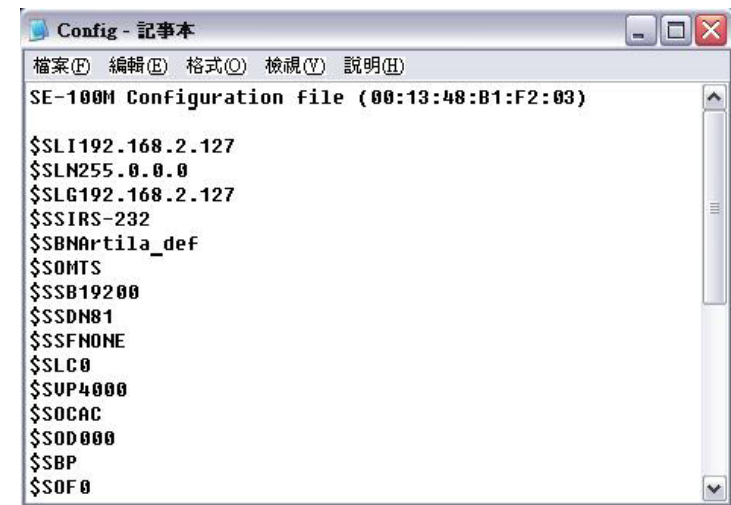 Config - 記事本
檔案(F) 編輯(E) 格式(O) 檢視(V) 說明(H)
SE-100M Configuration file (00:13:48:B1:F2:03)
$SLI192.168.2.127
$SLN255.0.0.0
$SLG192.168.2.127
$SSIRS-232
$SBNArtila_def
$SOMTS
$SSB19200
$SSDN81
$SSFNONE
$SLC0
$SVP4000
$SOCAC
$SOD000
$SBP
$SOF0